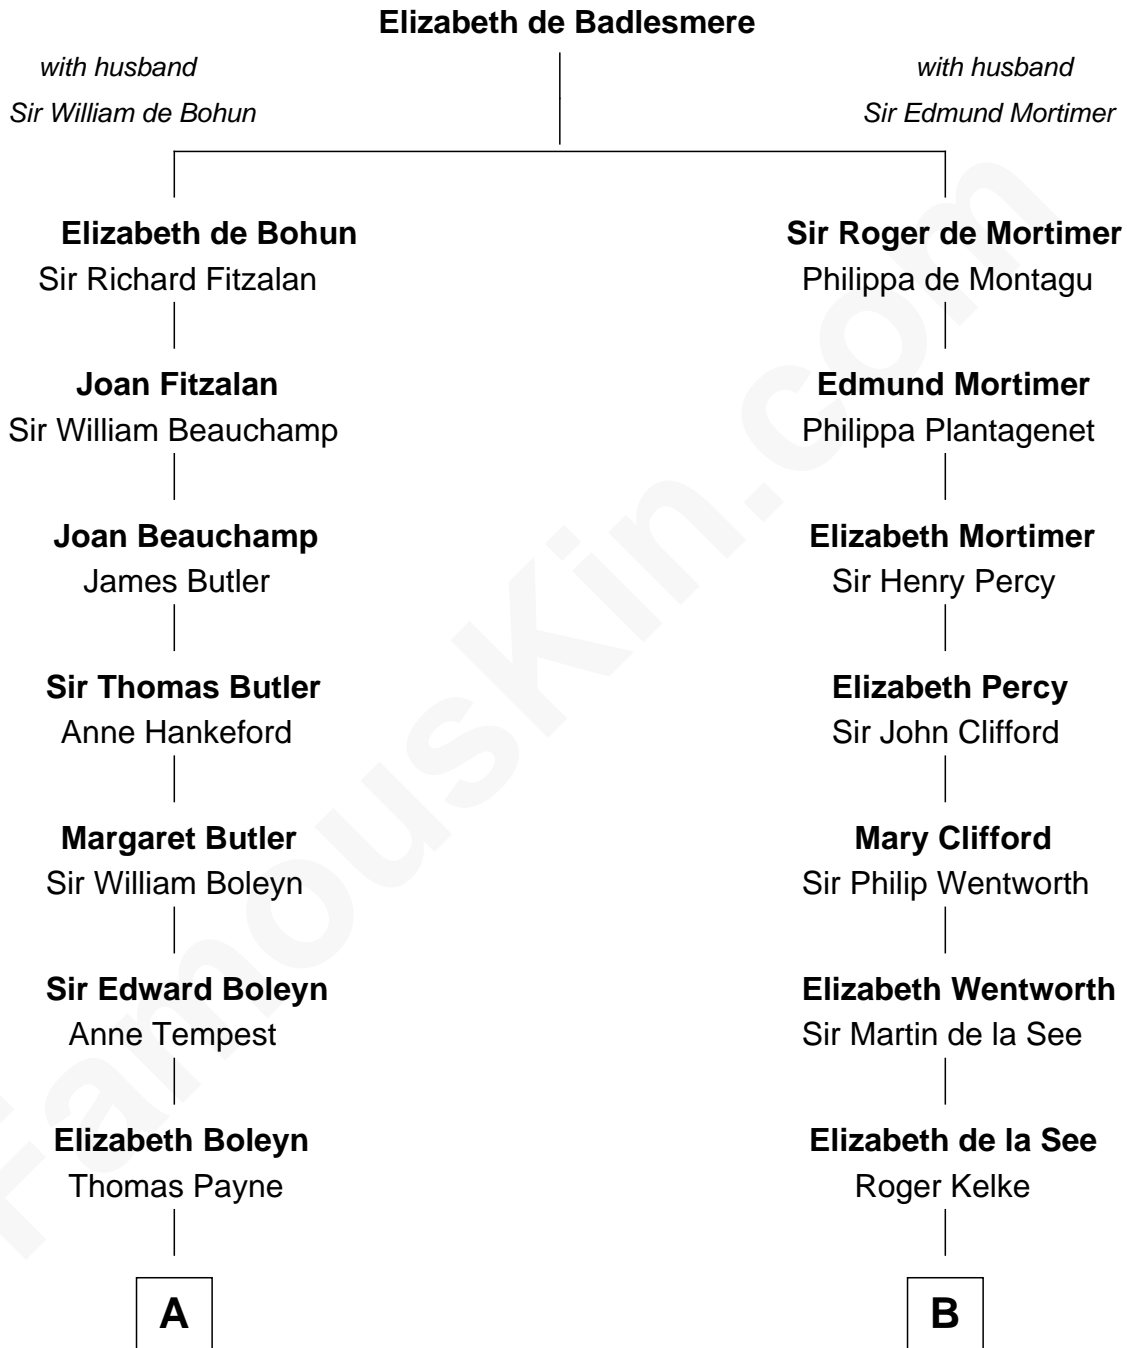 Elizabeth de Badlesmere
with husband
Sir William de Bohun
with husband
Sir Edmund Mortimer
Elizabeth de Bohun
Sir Richard Fitzalan
Sir Roger de Mortimer
Philippa de Montagu
Joan Fitzalan
Sir William Beauchamp
Edmund Mortimer
Philippa Plantagenet
Joan Beauchamp
James Butler
Elizabeth Mortimer
Sir Henry Percy
Sir Thomas Butler
Anne Hankeford
Elizabeth Percy
Sir John Clifford
Margaret Butler
Sir William Boleyn
Mary Clifford
Sir Philip Wentworth
Sir Edward Boleyn
Anne Tempest
Elizabeth Wentworth
Sir Martin de la See
Elizabeth Boleyn
Thomas Payne
Elizabeth de la See
Roger Kelke
A
B
FamousKin.com